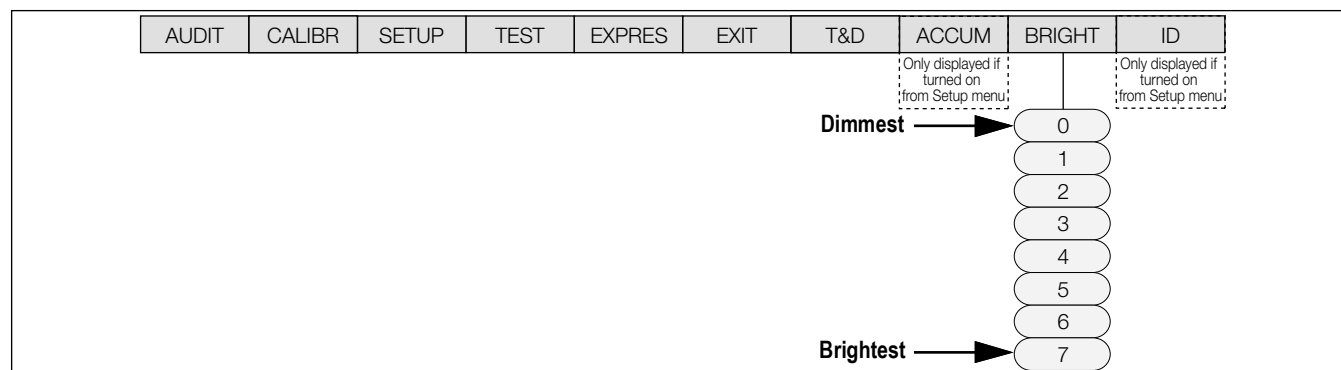 AUDIT CALIBR SETUP TEST EXPRES EXIT T&D ACCUM BRIGHT ID
Only displayed if
turned on
from Setup menu
Only displayed if
turned on
from Setup menu
Dimmest 0
1
2
3
4
5
6
Brightest 7